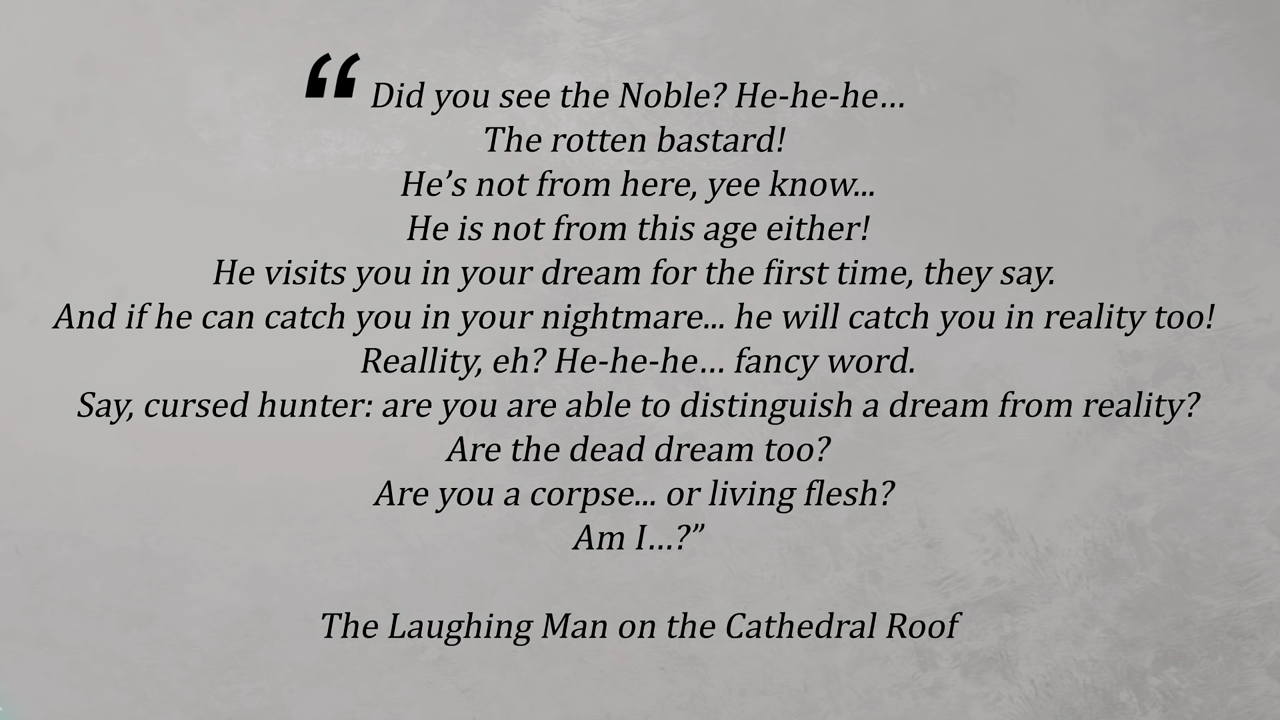 “ Did you see the Noble? He-he-he…
The rotten bastard!
He’s not from here, yee know...
He is not from this age either!
He visits you in your dream for the first time, they say.
And if he can catch you in your nightmare... he will catch you in reality too!
Reallity, eh? He-he-he… fancy word.
Say, cursed hunter: are you are able to distinguish a dream from reality?
Are the dead dream too?
Are you a corpse... or living flesh?
Am I…?”
The Laughing Man on the Cathedral Roof